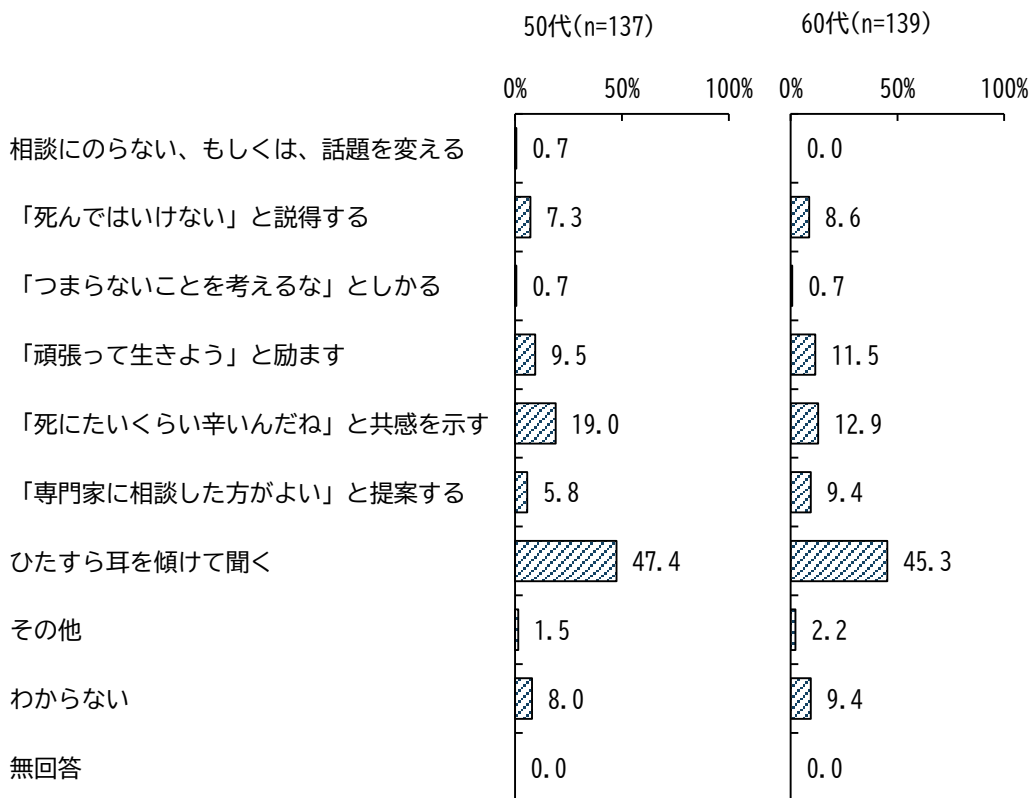 50代(n=137) 60代(n=139)
0% 50% 100% 0% 50% 100%
相談にのらない、もしくは、話題を変える 0.7 0.0
「死んではいけない」と説得する 7.3 8.6
「つまらないことを考えるな」としかる 0.7 0.7
「頑張って生きよう」と励ます 9.5 11.5
「死にたいくらい辛いんだね」と共感を示す 19.0 12.9
「専門家に相談した方がよい」と提案する 5.8 9.4
ひたすら耳を傾けて聞く 47.4 45.3
その他 1.5 2.2
わからない 8.0 9.4
無回答 0.0 0.0